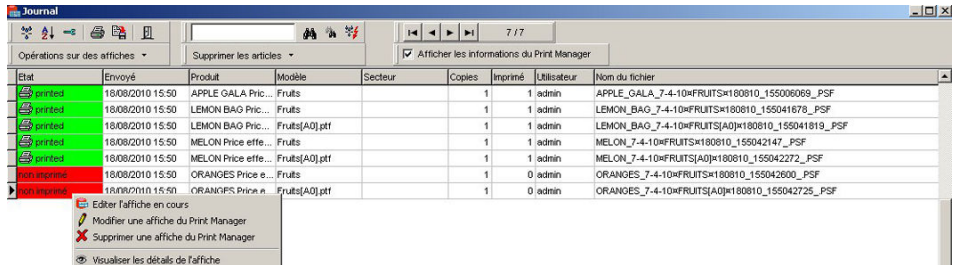 Journal
7 / 7
Opérations sur des affiches
Supprimer les articles
Afficher les informations du Print Manager
Etat Envoyé Produit Modèle Secteur Copies Imprimé Utilisateur Nom du fichier
printed 18/08/2010 15:50 APPLE GALA Pric... Fruits 1 1 admin APPLE_GALA_7-4-10¤FRUITS¤180810_155006069_.PSF
printed 18/08/2010 15:50 LEMON BAG Pric... Fruits 1 1 admin LEMON_BAG_7-4-10¤FRUITS¤180810_155041678_.PSF
printed 18/08/2010 15:50 LEMON BAG Pric... Fruits[A0].ptf 1 1 admin LEMON_BAG_7-4-10¤FRUITS[A0]¤180810_155041819_.PSF
printed 18/08/2010 15:50 MELON Price effe... Fruits 1 1 admin MELON_7-4-10¤FRUITS¤180810_155042147_.PSF
printed 18/08/2010 15:50 MELON Price effe... Fruits[A0].ptf 1 1 admin MELON_7-4-10¤FRUITS[A0]¤180810_155042272_.PSF
non imprimé 18/08/2010 15:50 ORANGES Price e... Fruits 1 0 admin ORANGES_7-4-10¤FRUITS¤180810_155042600_.PSF
non imprimé 18/08/2010 15:50 ORANGES Price e... Fruits[A0].ptf 1 0 admin ORANGES_7-4-10¤FRUITS[A0]¤180810_155042725_.PSF
Editer l'affiche en cours
Modifier une affiche du Print Manager
Supprimer une affiche du Print Manager
Visualiser les détails de l'affiche